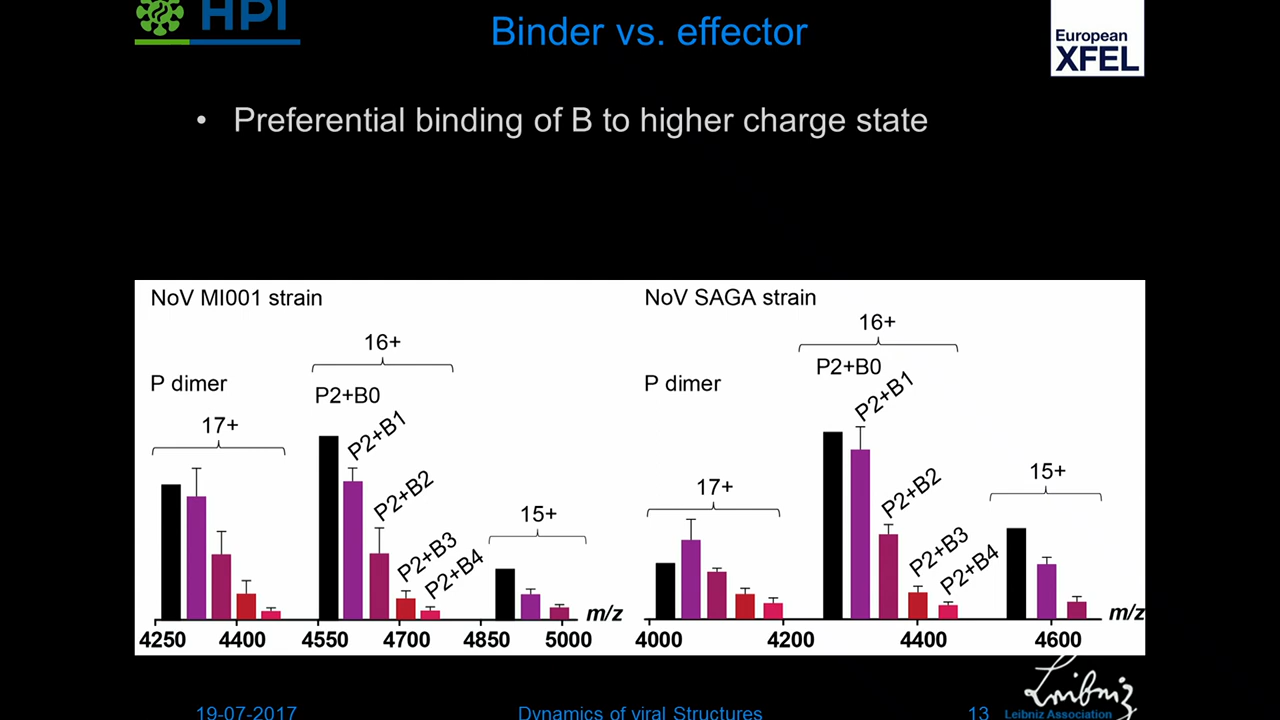 HPI
Binder vs. effector
European
XFEL
• Preferential binding of B to higher charge state
NoV MI001 strain
P dimer
17+
16+
P2+B0
P2+B1
P2+B2
P2+B3
P2+B4
15+
m/z
4250 4400 4550 4700 4850 5000
NoV SAGA strain
P dimer
17+
16+
P2+B0
P2+B1
P2+B2
P2+B3
P2+B4
15+
m/z
4000 4200 4400 4600
19-07-2017
Dynamics of viral Structures
13
Leibniz
Leibniz Association